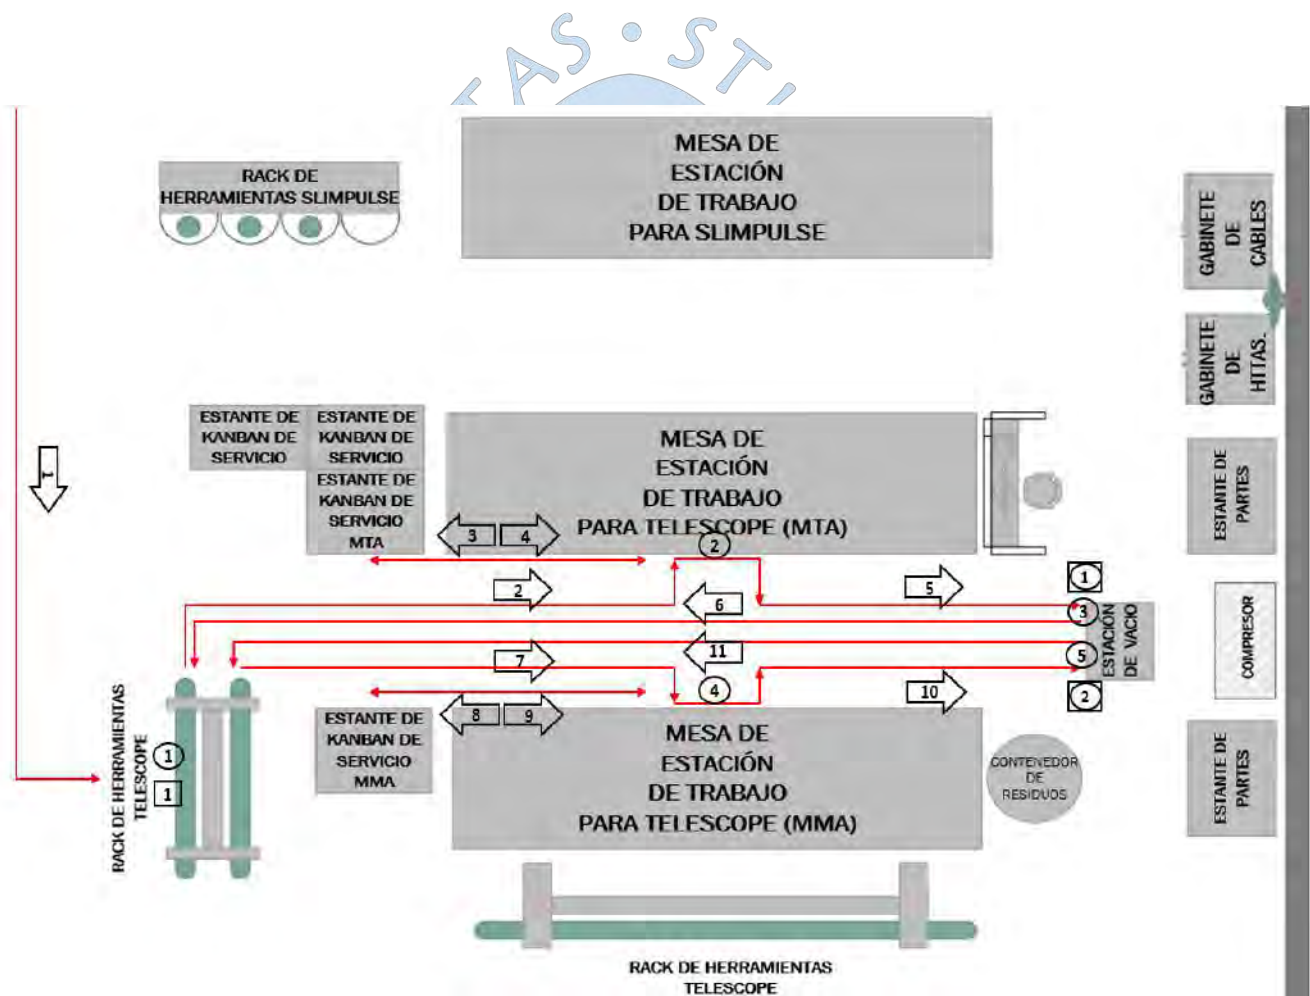 TAS • ST
MESA DE
ESTACIÓN
DE TRABAJO
PARA SLIMPULSE
RACK DE
HERRAMIENTAS SLIMPULSE
GABINETE
DE
CABLES
GABINETE
DE
HTTAS.
ESTANTE DE
KANBAN DE
SERVICIO
ESTANTE DE
KANBAN DE
SERVICIO
ESTANTE DE
KANBAN DE
SERVICIO
MTA
MESA DE
ESTACIÓN
DE TRABAJO
PARA TELESCOPE (MTA)
ESTANTE DE
PARTES
1
3
4
2
2
5
1
6
3
ESTACIÓN
DE VACIO
COMPRESOR
11
7
5
4
10
2
8
9
RACK DE HERRAMIENTAS
TELESCOPE
1
1
ESTANTE DE
KANBAN DE
SERVICIO
MMA
MESA DE
ESTACIÓN
DE TRABAJO
PARA TELESCOPE (MMA)
CONTENEDOR
DE
RESIDUOS
ESTANTE DE
PARTES
RACK DE HERRAMIENTAS
TELESCOPE